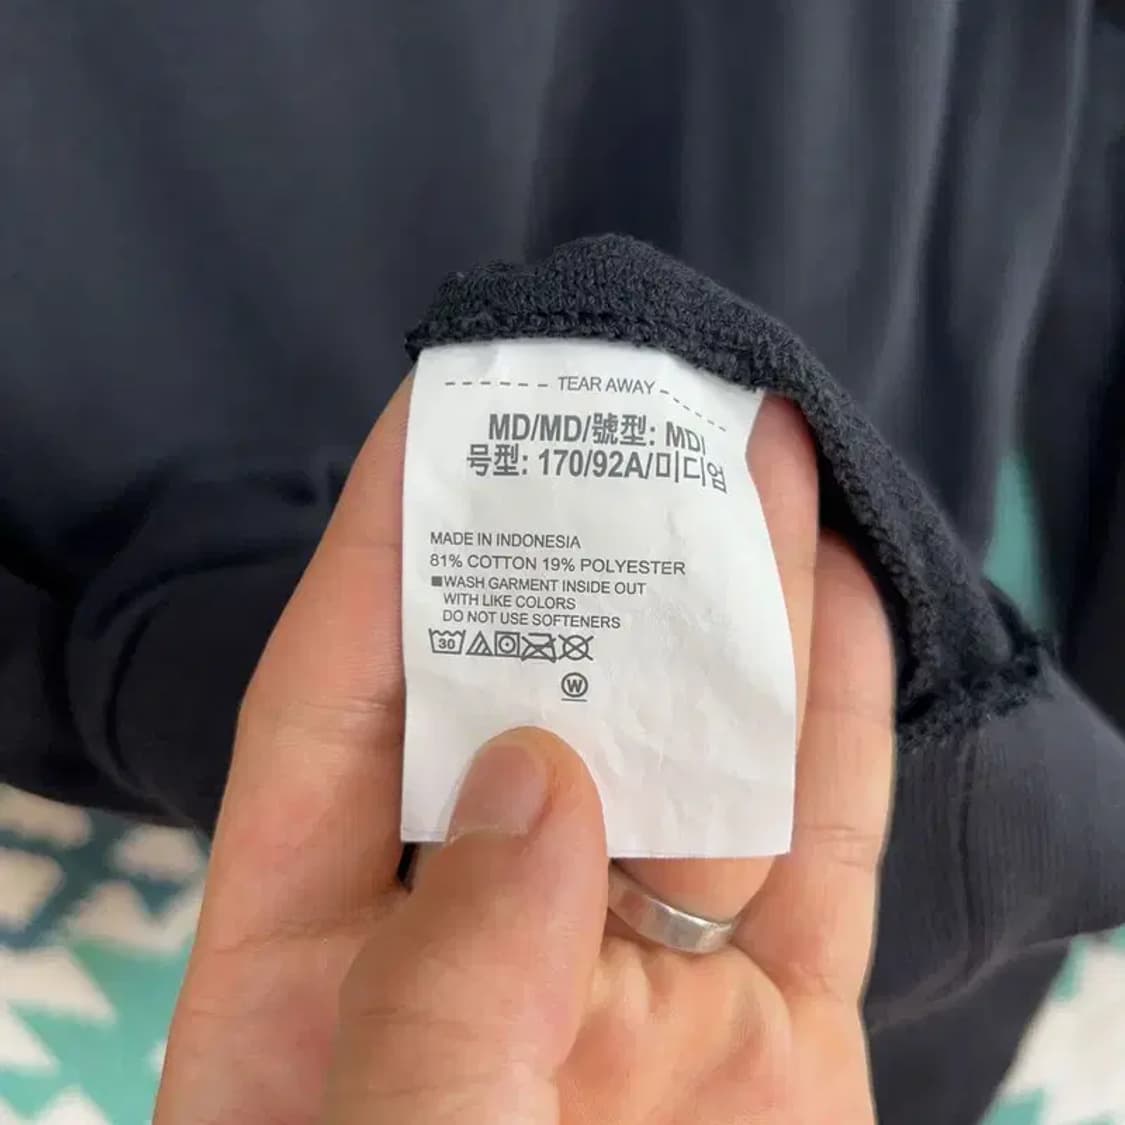 TEAR AWAY
MD/MD/號型: MD/
号型: 170/92A/미디엄
MADE IN INDONESIA
81% COTTON 19% POLYESTER
■WASH GARMENT INSIDE OUT
WITH LIKE COLORS
DO NOT USE SOFTENERS
30
W